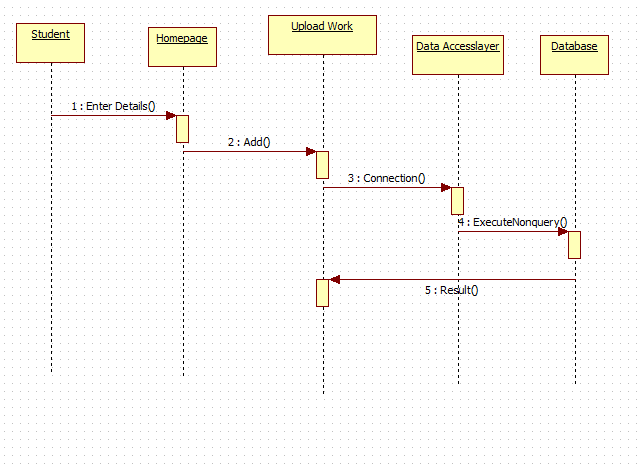 Student
Homepage
Upload Work
Data Accesslayer
Database
1 : Enter Details()
2 : Add()
3 : Connection()
4 : ExecuteNonquery()
5 : Result()